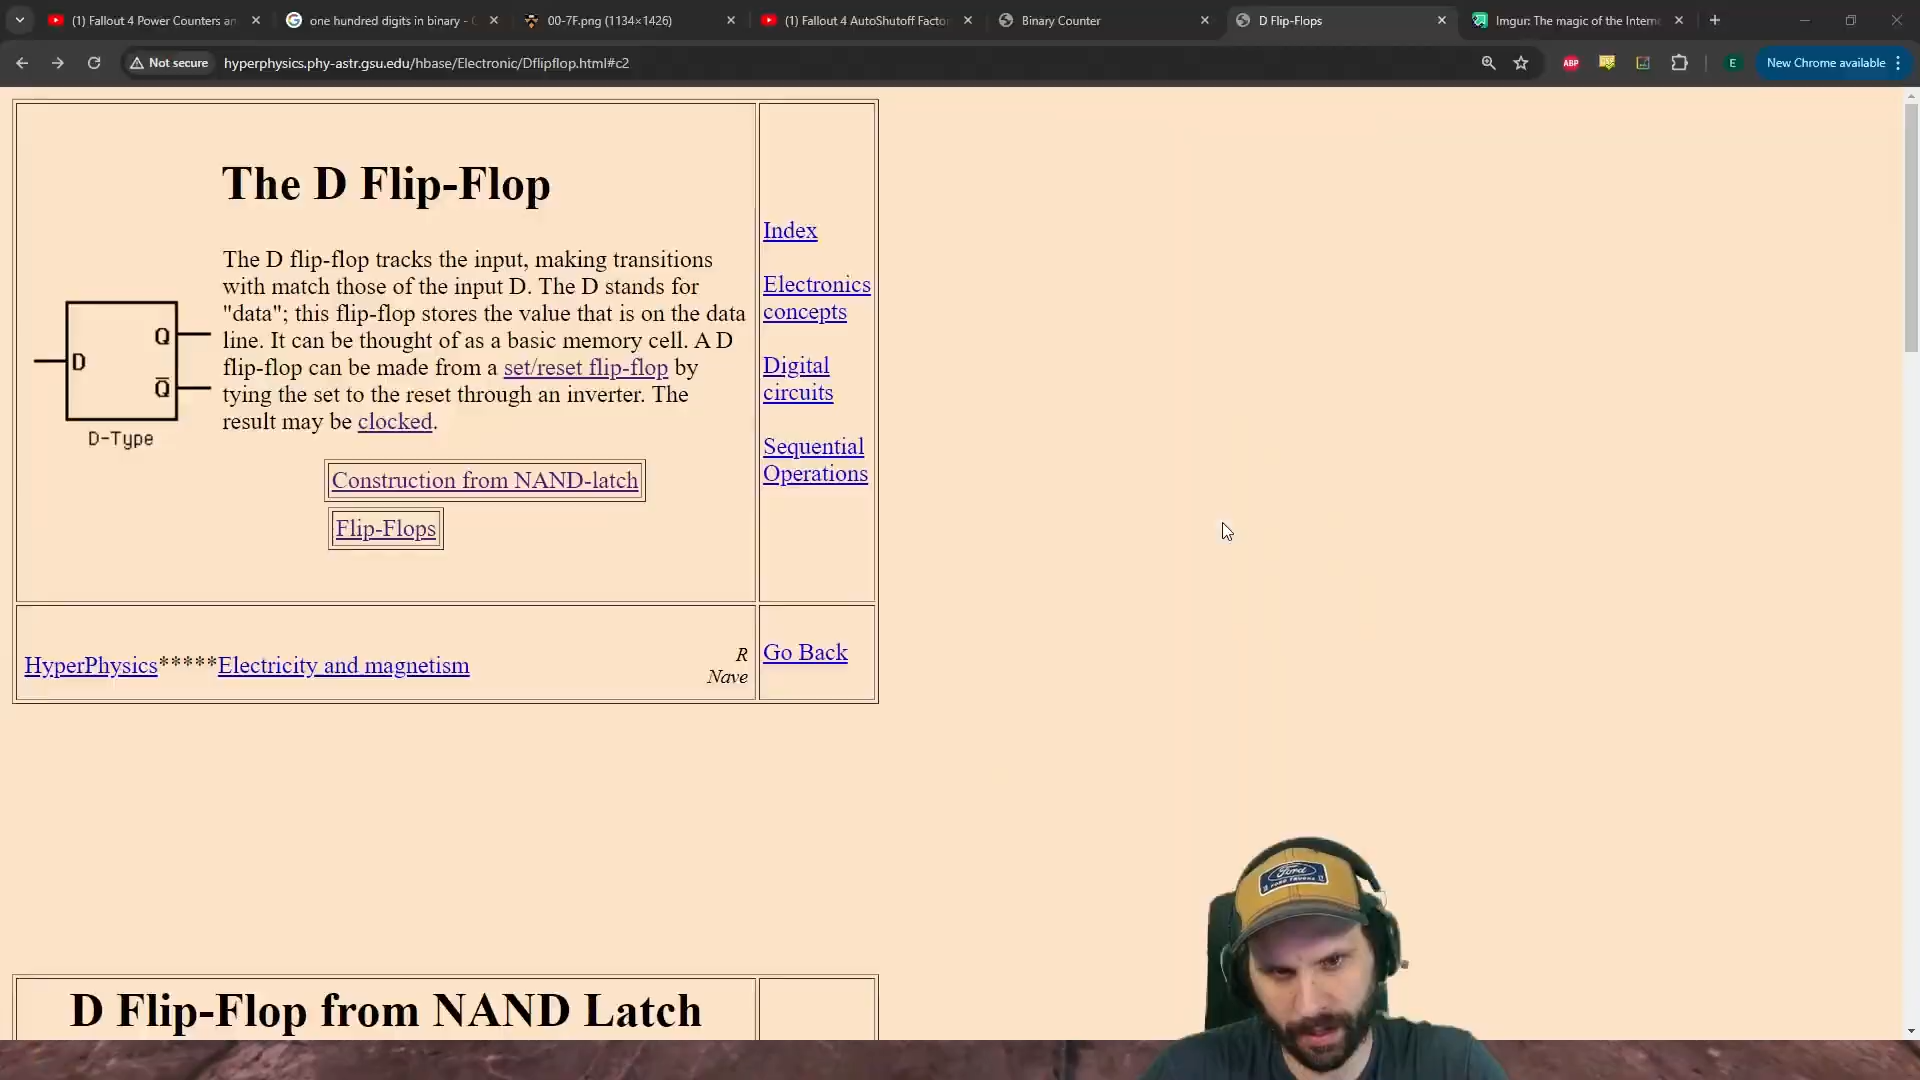 (1) Fallout 4 Power Counters an
one hundred digits in binary - G
00-7F.png (1134×1426)
(1) Fallout 4 AutoShutoff Factor
Binary Counter
D Flip-Flops
Imgur: The magic of the Interne
Not secure
hyperphysics.phy-astr.gsu.edu/hbase/Electronic/Dflipflop.html#c2
ABP
E
New Chrome available
The D Flip-Flop
The D flip-flop tracks the input, making transitions
with match those of the input D. The D stands for
"data"; this flip-flop stores the value that is on the data
line. It can be thought of as a basic memory cell. A D
flip-flop can be made from a set/reset flip-flop by
tying the set to the reset through an inverter. The
result may be clocked.
D
Q
Q̅
D-Type
Construction from NAND-latch
Flip-Flops
Index
Electronics
concepts
Digital
circuits
Sequential
Operations
HyperPhysics*****Electricity and magnetism
R
Nave
Go Back
D Flip-Flop from NAND Latch
Ford